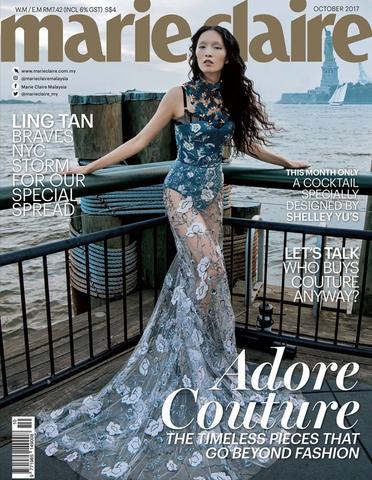 W.M / E.M RM7.42 (INCL 6% GST) S$4
OCTOBER 2017
marie claire
www.marieclaire.com.my
@marieclairemalaysia
Marie Claire Malaysia
@marieclaire_my
LING TAN
BRAVES
NYC
STORM
FOR OUR
SPECIAL
SPREAD
THIS MONTH ONLY
A COCKTAIL
SPECIALLY
DESIGNED BY
SHELLEY YU'S
LET'S TALK
WHO BUYS
COUTURE
ANYWAY?
Adore
Couture
THE TIMELESS PIECES THAT
GO BEYOND FASHION